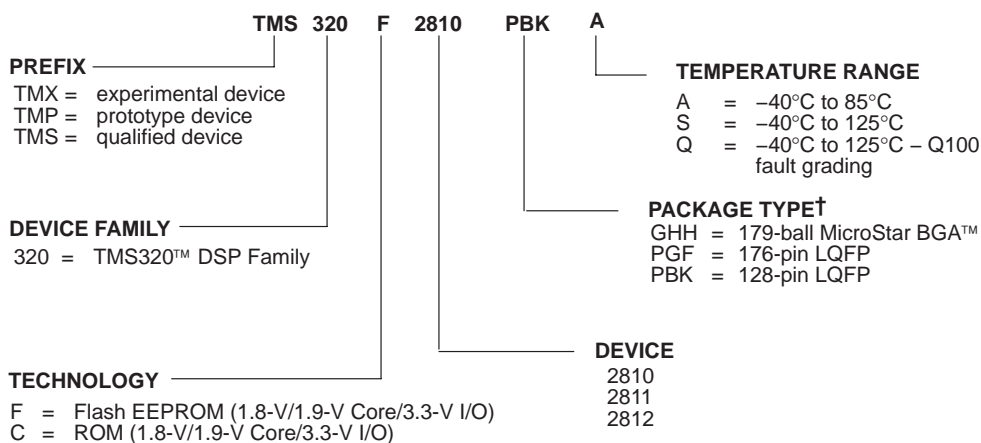 TMS 320 F 2810 PBK A
PREFIX
TMX = experimental device
TMP = prototype device
TMS = qualified device
TEMPERATURE RANGE
A = −40°C to 85°C
S = −40°C to 125°C
Q = −40°C to 125°C − Q100
fault grading
DEVICE FAMILY
320 = TMS320™ DSP Family
PACKAGE TYPE†
GHH = 179-ball MicroStar BGA™
PGF = 176-pin LQFP
PBK = 128-pin LQFP
TECHNOLOGY
F = Flash EEPROM (1.8-V/1.9-V Core/3.3-V I/O)
C = ROM (1.8-V/1.9-V Core/3.3-V I/O)
DEVICE
2810
2811
2812